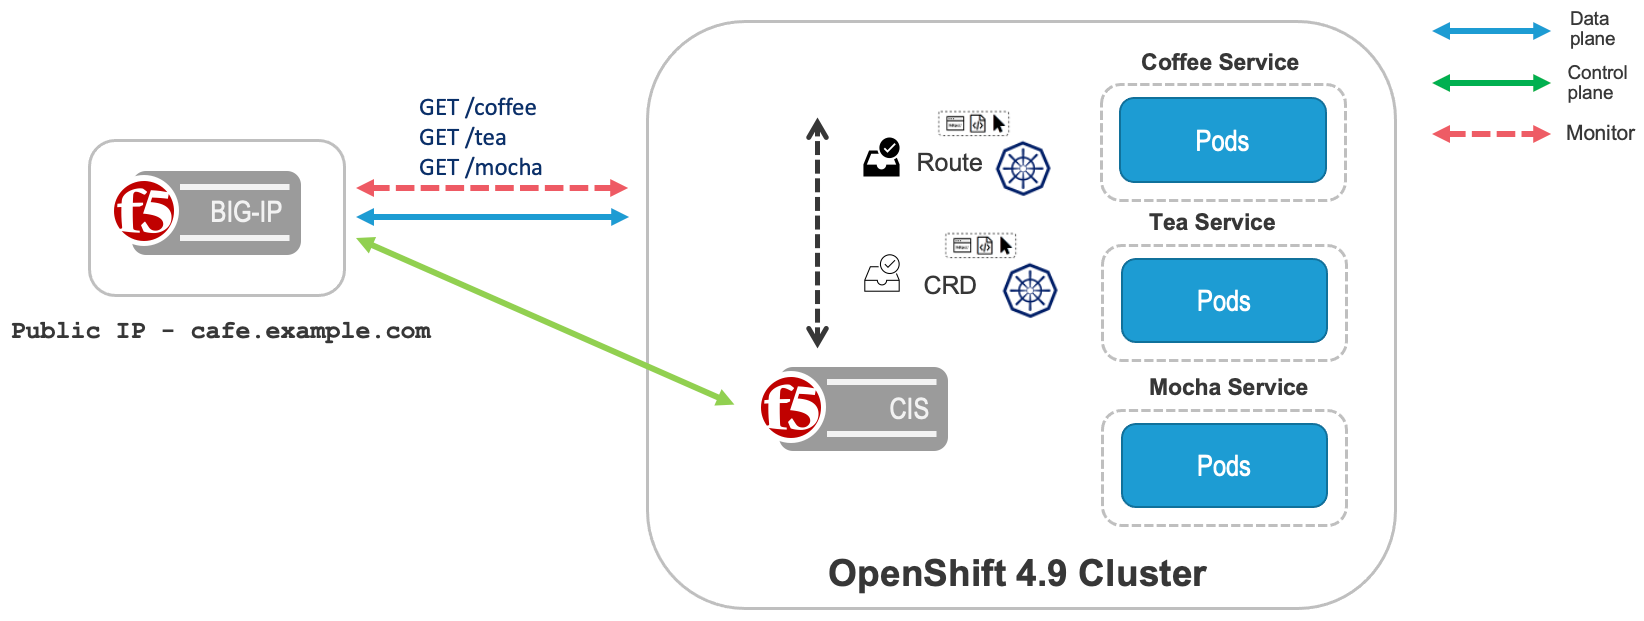 Data
plane
Control
plane
Monitor
GET /coffee
GET /tea
GET /mocha
f5
BIG-IP
Public IP - cafe.example.com
Route
CRD
f5
CIS
Coffee Service
Pods
Tea Service
Pods
Mocha Service
Pods
OpenShift 4.9 Cluster